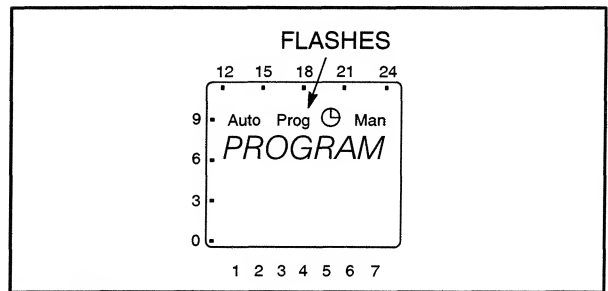 FLASHES
12 15 18 21 24
9 Auto Prog Man
PROGRAM
6
3
0
1 2 3 4 5 6 7